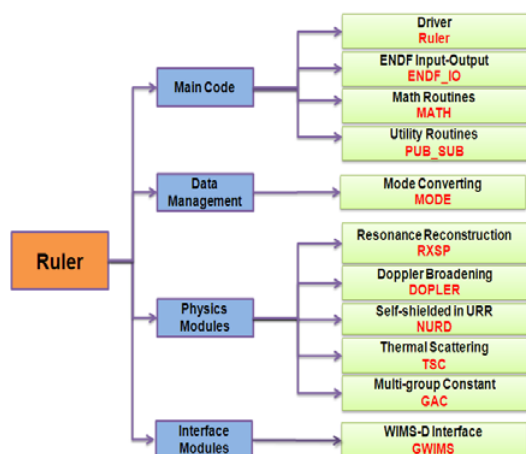 Ruler
Main Code
Driver
Ruler
ENDF Input-Output
ENDF_IO
Math Routines
MATH
Utility Routines
PUB_SUB
Data
Management
Mode Converting
MODE
Physics
Modules
Resonance Reconstruction
RXSP
Doppler Broadening
DOPLER
Self-shielded in URR
NURD
Thermal Scattering
TSC
Multi-group Constant
GAC
Interface
Modules
WIMS-D Interface
GWIMS